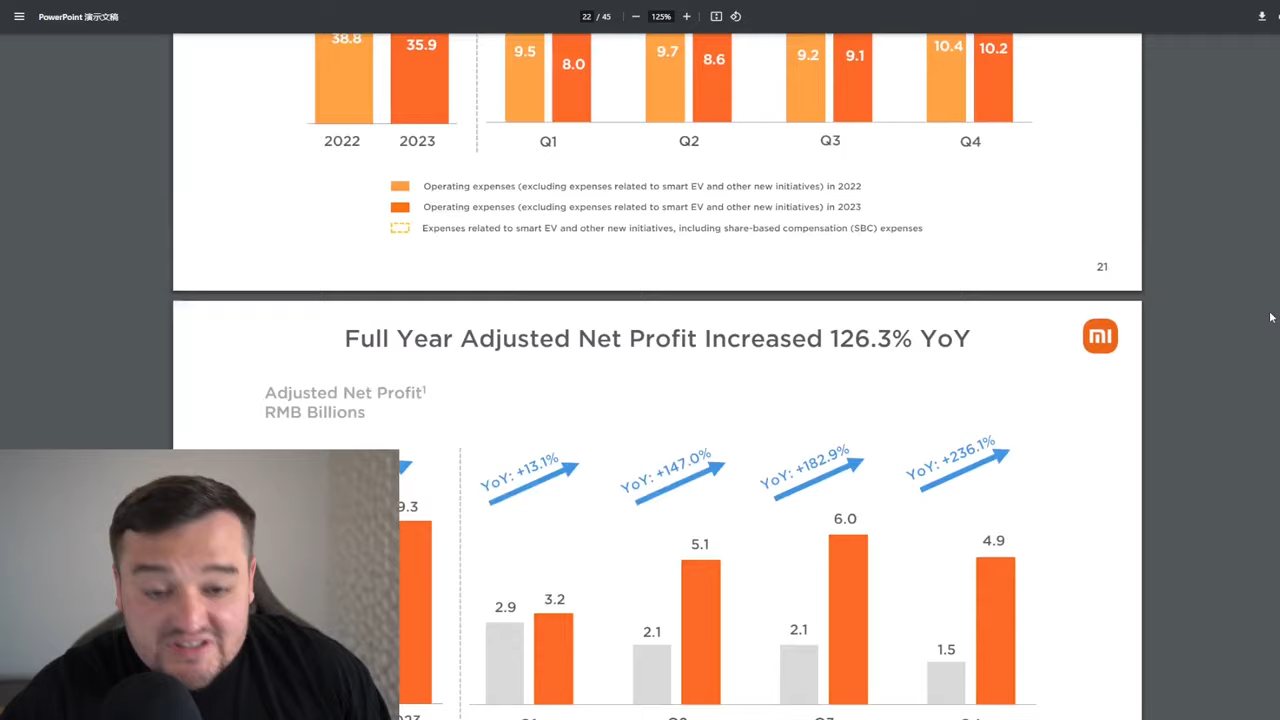 PowerPoint 演示文稿
22 / 45
125%
38.8
35.9
9.5
8.0
9.7
8.6
9.2
9.1
10.4
10.2
2022
2023
Q1
Q2
Q3
Q4
Operating expenses (excluding expenses related to smart EV and other new initiatives) in 2022
Operating expenses (excluding expenses related to smart EV and other new initiatives) in 2023
Expenses related to smart EV and other new initiatives, including share-based compensation (SBC) expenses
21
Full Year Adjusted Net Profit Increased 126.3% YoY
mi
Adjusted Net Profit¹
RMB Billions
YoY: +13.1%
YoY: +147.0%
YoY: +182.9%
YoY: +236.1%
9.3
2.9
3.2
2.1
5.1
2.1
6.0
1.5
4.9